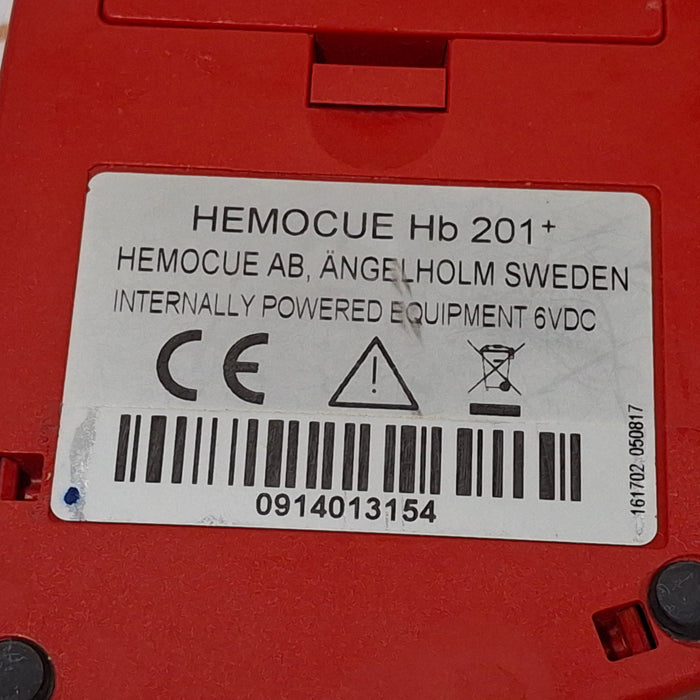 HEMOCUE Hb 201+
HEMOCUE AB, ÄNGELHOLM SWEDEN
INTERNALLY POWERED EQUIPMENT 6VDC
CE
0914013154
161702 050817